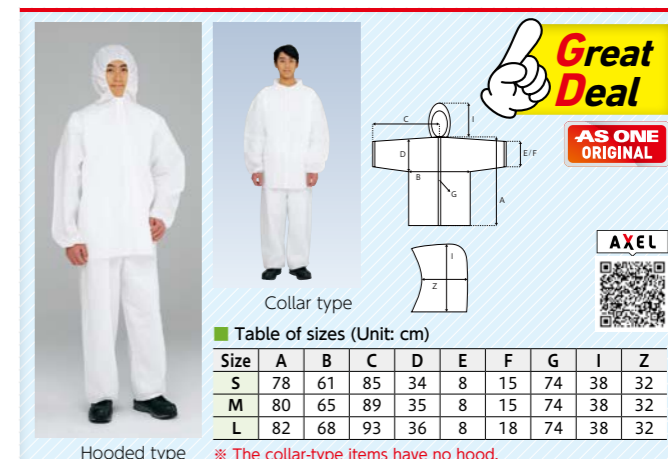 Great
Deal
AS ONE
ORIGINAL
AXEL
C
I
D
E/F
B
G
A
I
Z
Collar type
■ Table of sizes (Unit: cm)
Size A B C D E F G I Z
S 78 61 85 34 8 15 74 38 32
M 80 65 89 35 8 15 74 38 32
L 82 68 93 36 8 18 74 38 32
Hooded type
※ The collar-type items have no hood.